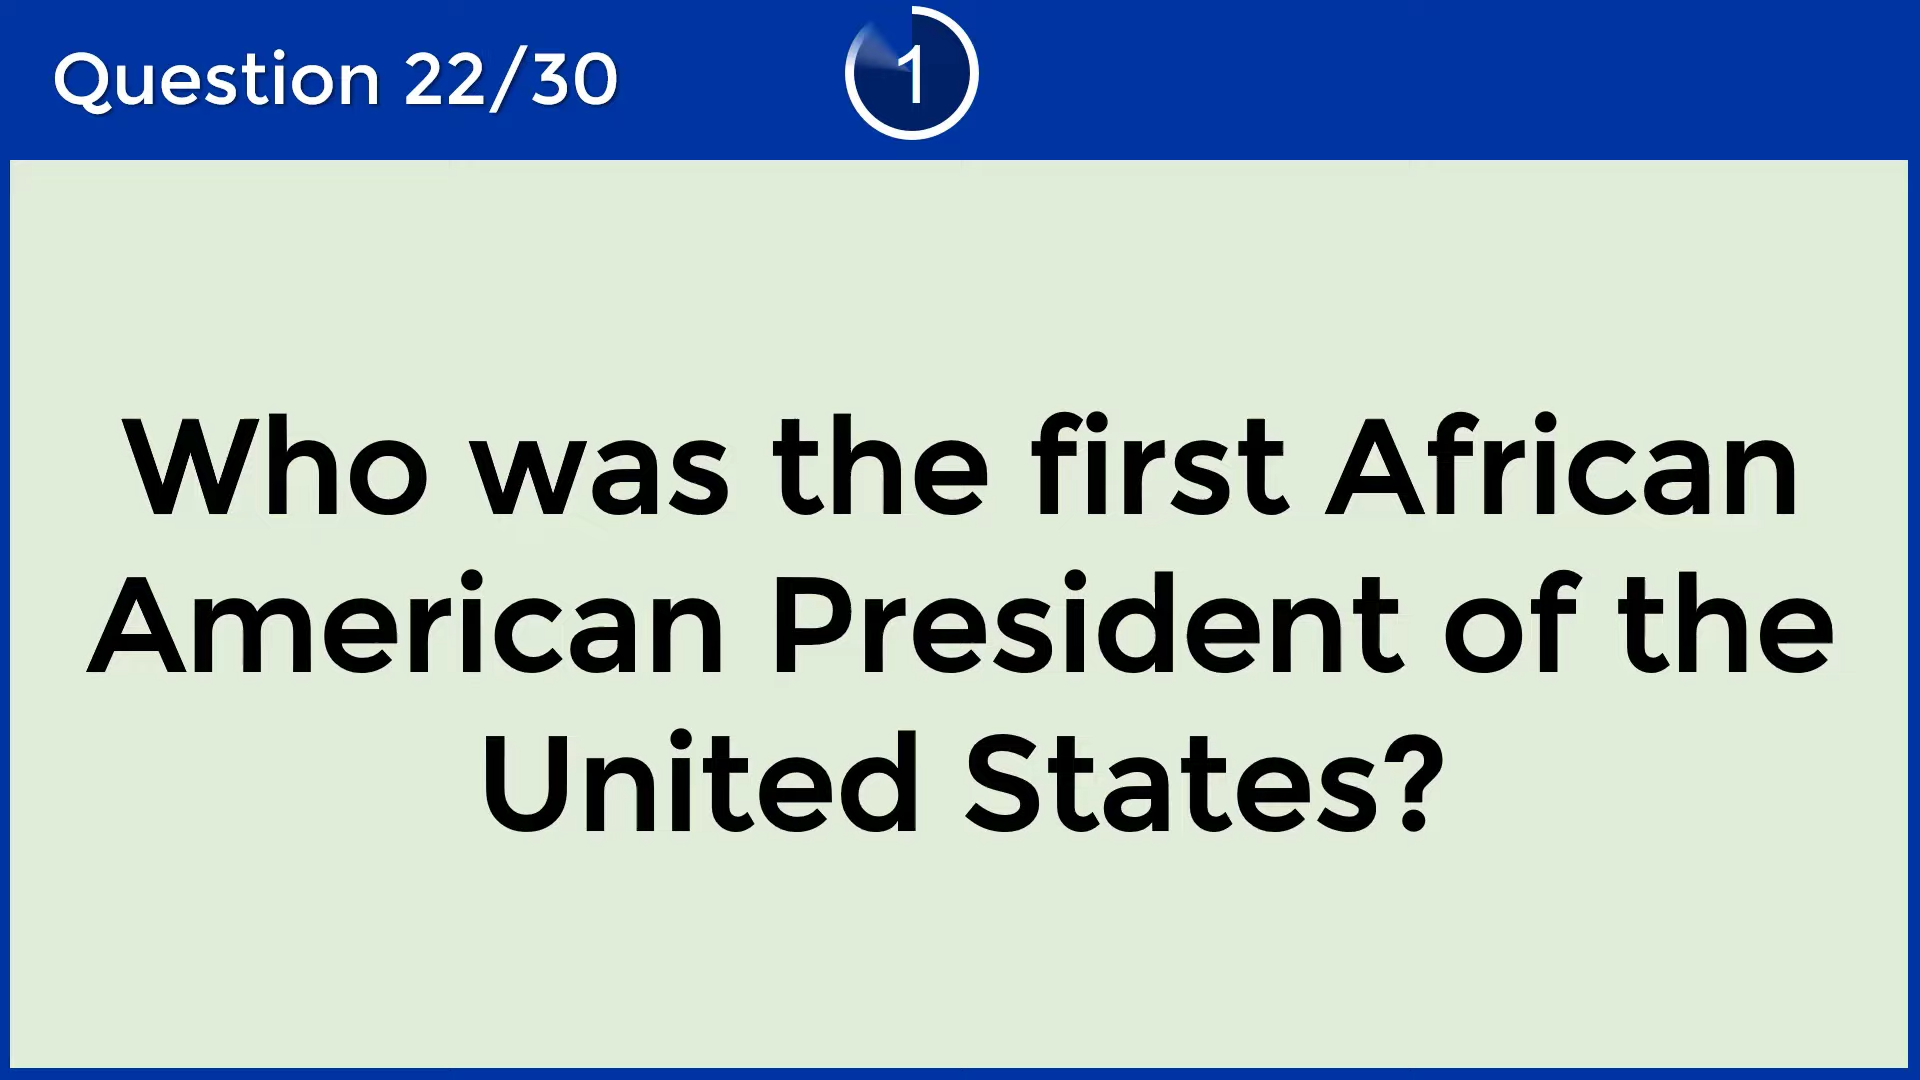 Question 22/30
1
Who was the first African
American President of the
United States?